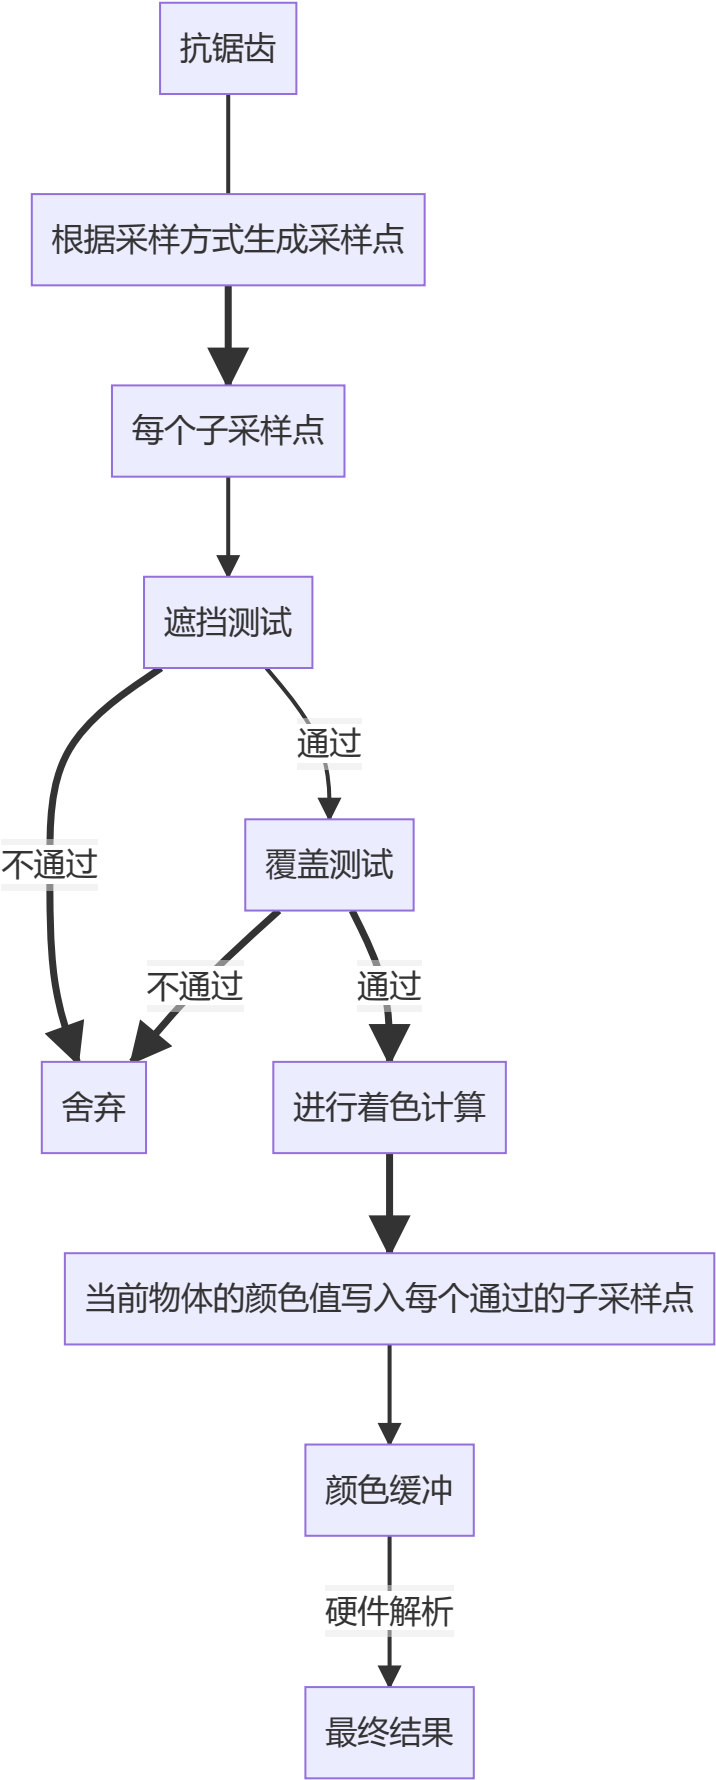 抗锯齿
根据采样方式生成采样点
每个子采样点
遮挡测试
通过
不通过
覆盖测试
不通过
通过
舍弃
进行着色计算
当前物体的颜色值写入每个通过的子采样点
颜色缓冲
硬件解析
最终结果